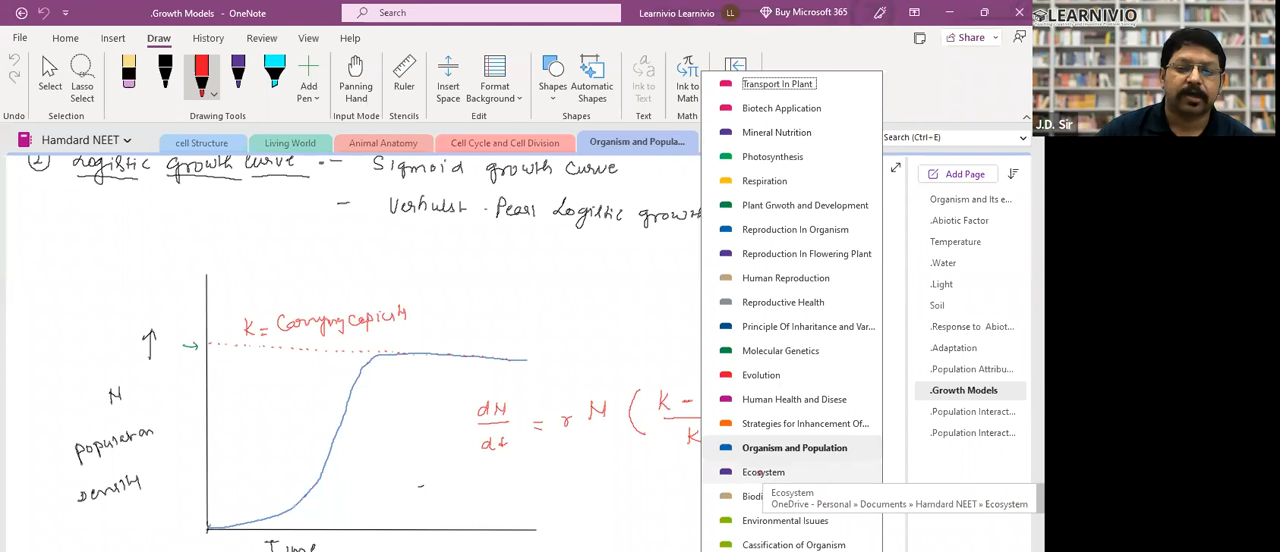 .Growth Models - OneNote
Search
Learnivio Learnivio
LL
Buy Microsoft 365
LEARNIVIO
File
Home
Insert
Draw
History
Review
View
Help
Share
Select
Lasso Select
Add Pen
Panning Hand
Ruler
Insert Space
Format Background
Shapes
Automatic Shapes
Ink to Text
Ink to Math
Undo
Drawing Tools
Input Mode
Stencils
Edit
Shapes
J.D. Sir
Hamdard NEET
cell Structure
Living World
Animal Anatomy
Cell Cycle and Cell Division
Organism and Popula...
Search (Ctrl+E)
Add Page
Transport In Plant
Biotech Application
Mineral Nutrition
Photosynthesis
Respiration
Plant Grwoth and Development
Reproduction In Organism
Reproduction In Flowering Plant
Human Reproduction
Reproductive Health
Principle Of Inheritance and Var...
Molecular Genetics
Evolution
Human Health and Disese
Strategies for Inhancement Of...
Organism and Population
Ecosystem
Ecosystem
OneDrive - Personal » Documents » Hamdard NEET » Ecosystem
Environmental Isuues
Cassification of Organism
Organism and Its e...
.Abiotic Factor
Temperature
.Water
.Light
Soil
.Response to Abiot...
.Adaptation
.Population Attribu...
.Growth Models
.Population Interact...
.Population Interact...
(2) Logistic growth curve :- Sigmoid growth curve
- Verhulst - Pearl Logistic growth
K = Carrying capicity
N
population
density
dN/dt = r N ( K - / K
Time